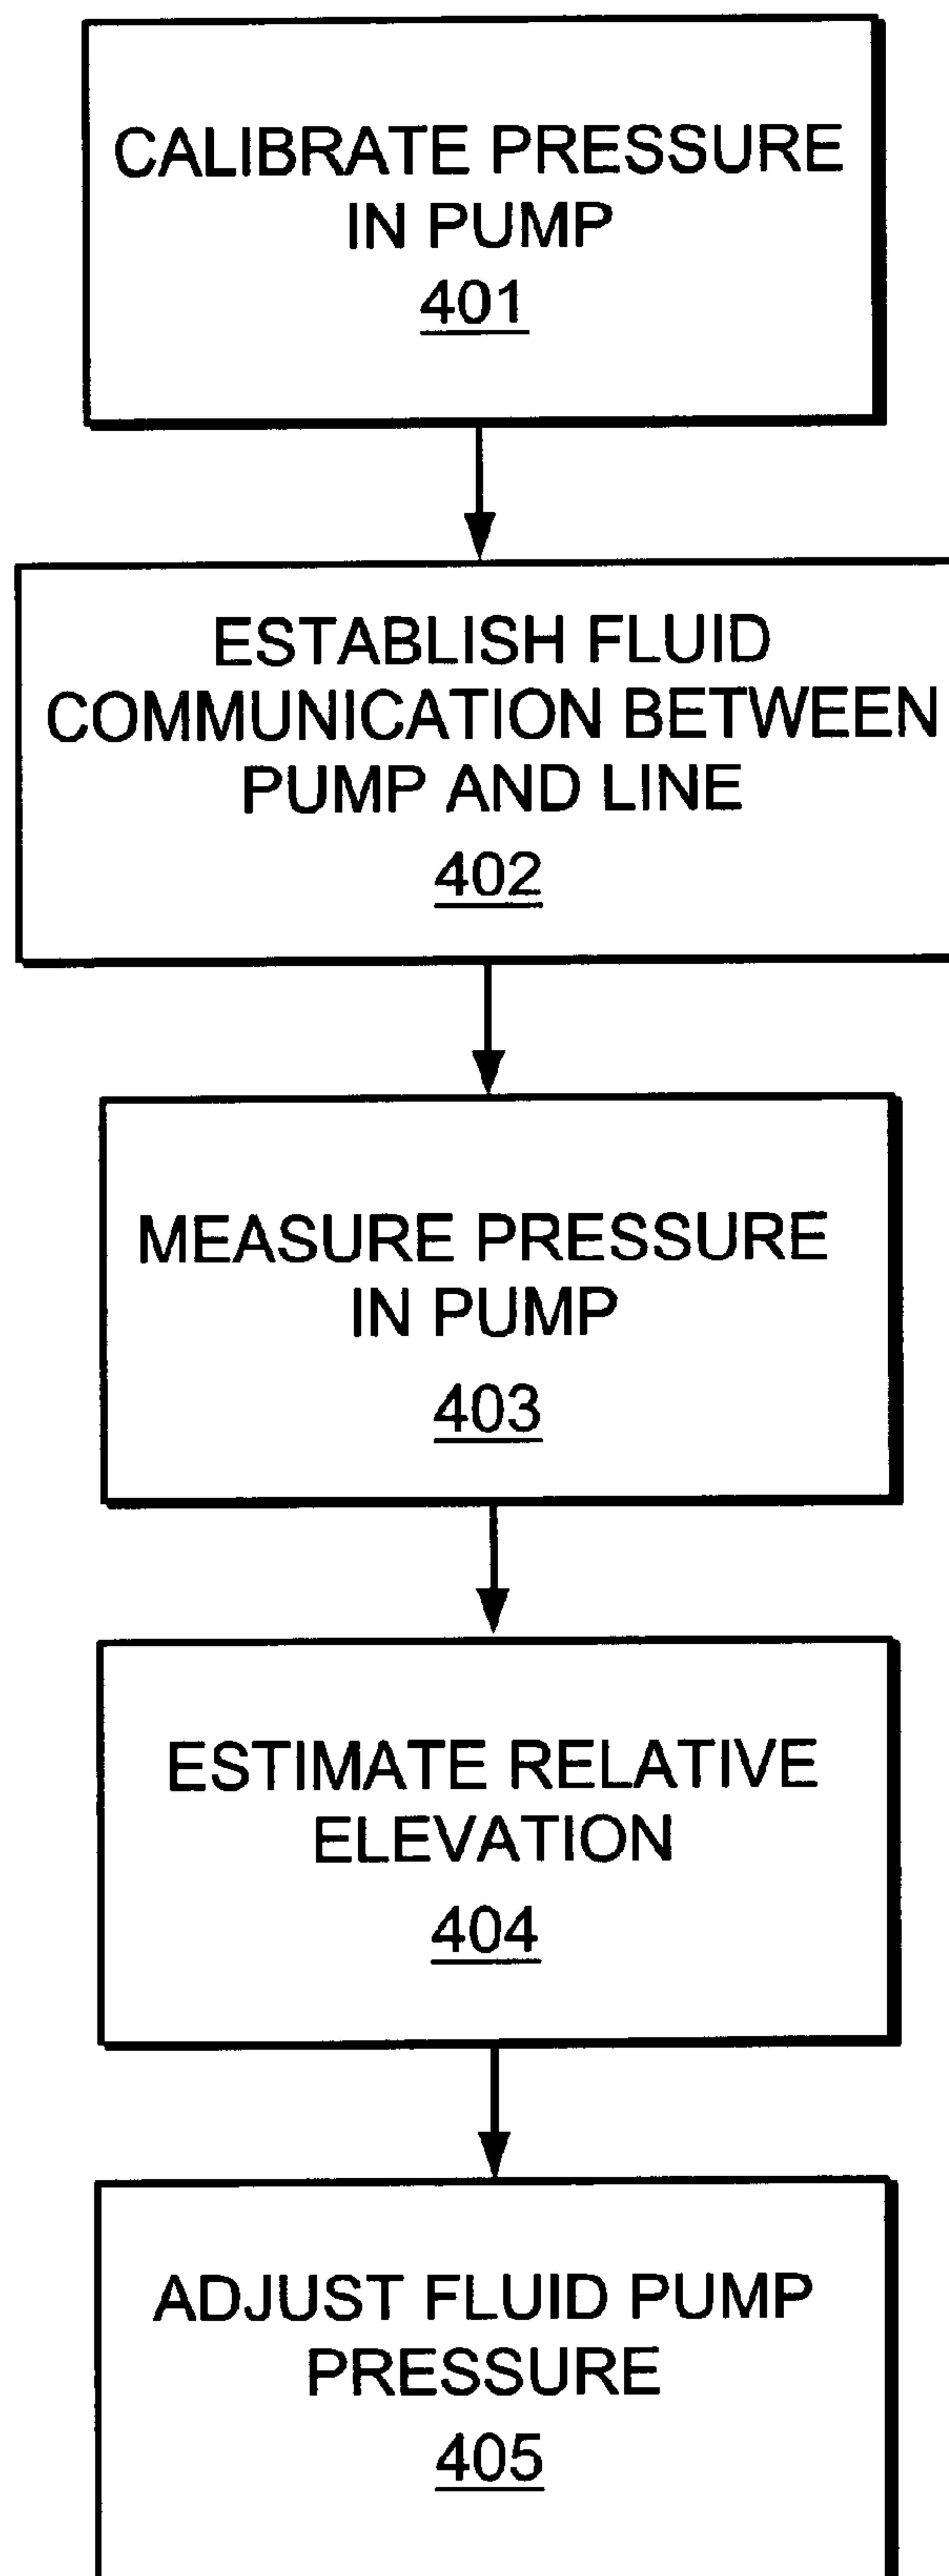 CALIBRATE PRESSURE
IN PUMP
401
ESTABLISH FLUID
COMMUNICATION BETWEEN
PUMP AND LINE
402
MEASURE PRESSURE
IN PUMP
403
ESTIMATE RELATIVE
ELEVATION
404
ADJUST FLUID PUMP
PRESSURE
405